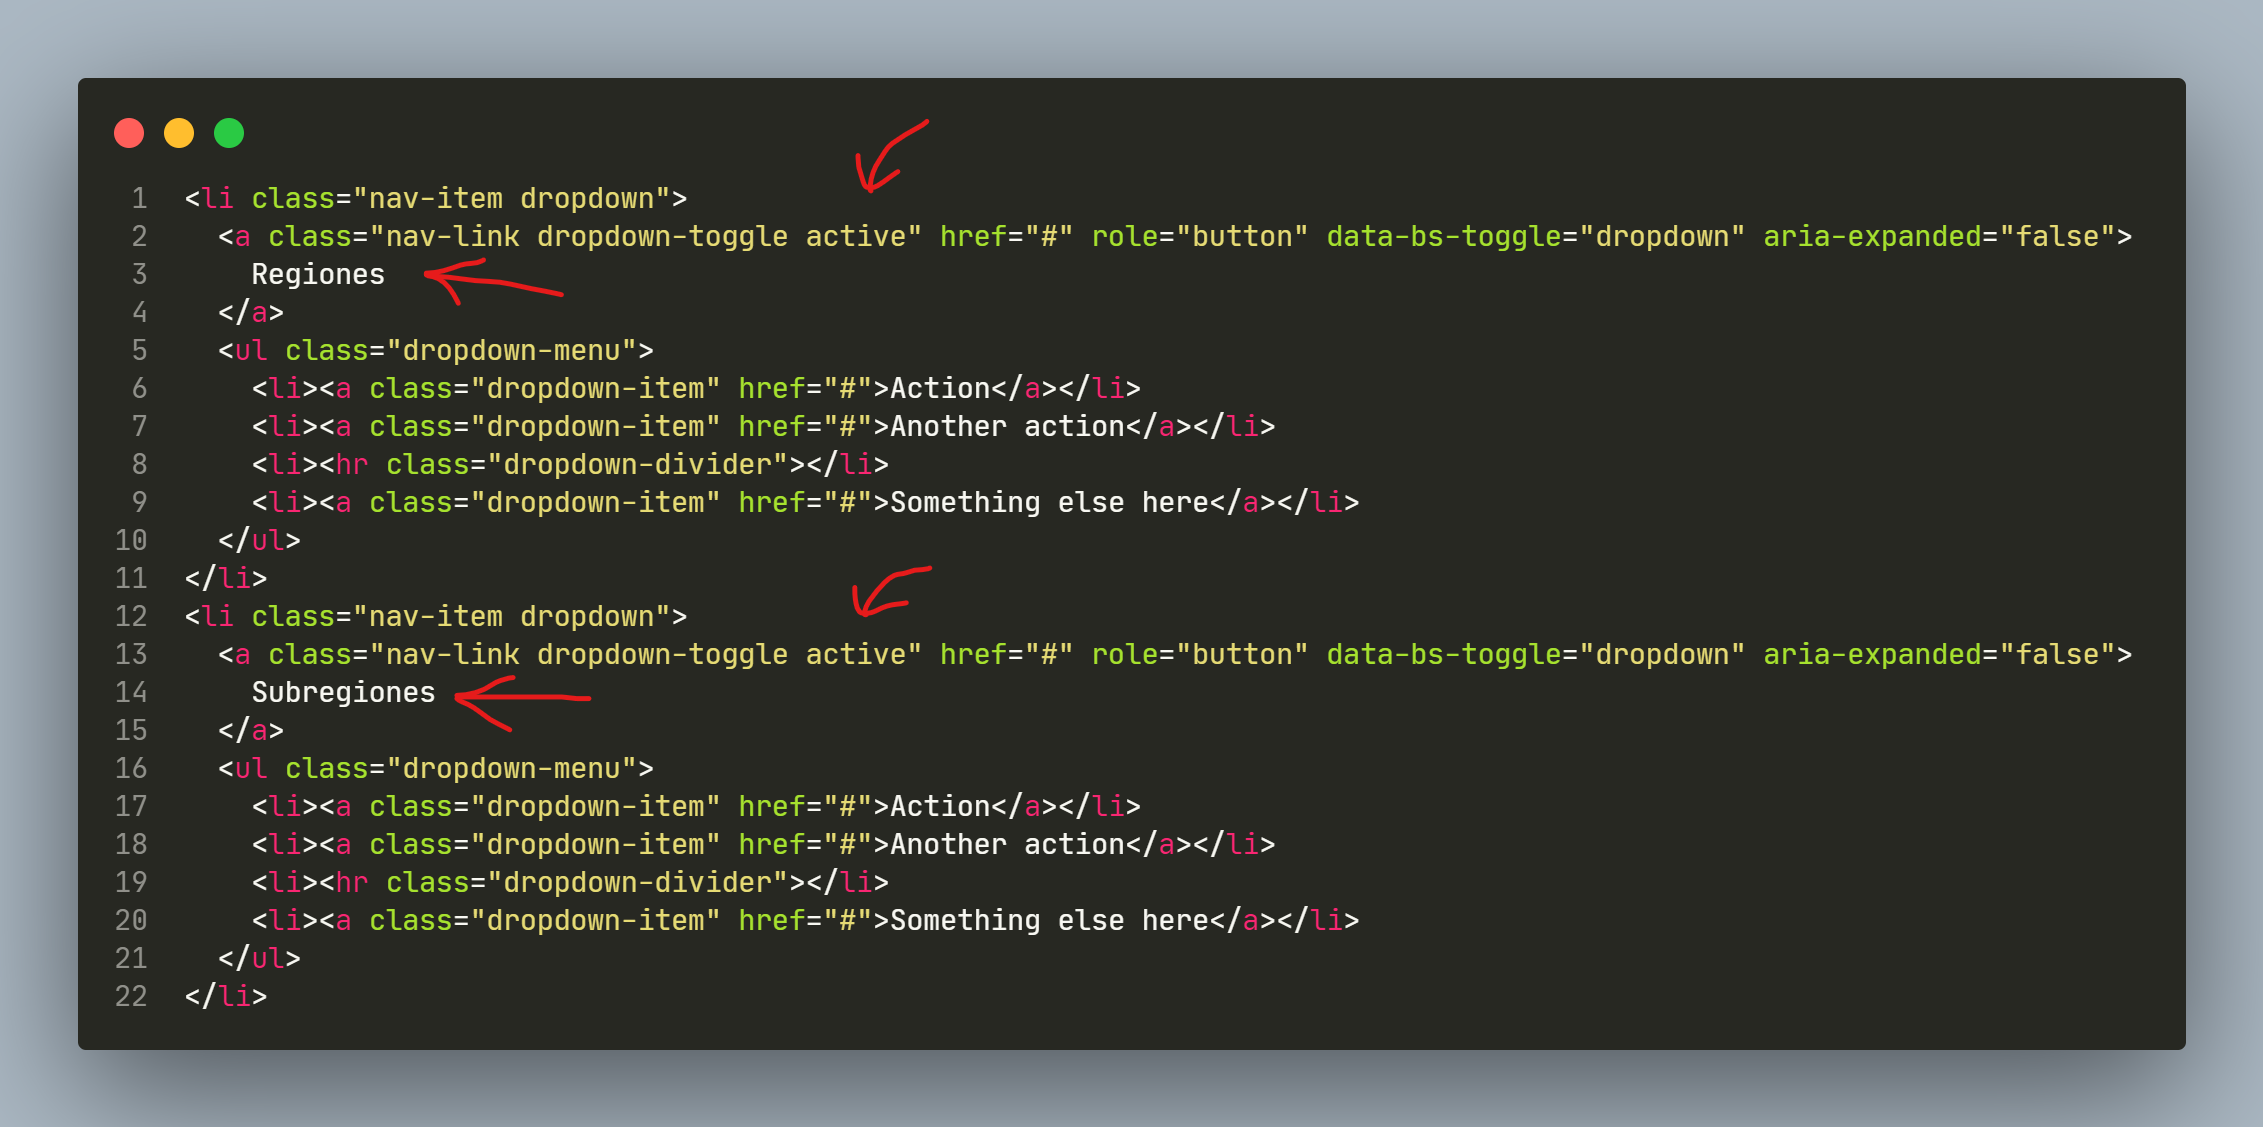 1 <li class="nav-item dropdown">
2   <a class="nav-link dropdown-toggle active" href="#" role="button" data-bs-toggle="dropdown" aria-expanded="false">
3     Regiones
4   </a>
5   <ul class="dropdown-menu">
6     <li><a class="dropdown-item" href="#">Action</a></li>
7     <li><a class="dropdown-item" href="#">Another action</a></li>
8     <li><hr class="dropdown-divider"></li>
9     <li><a class="dropdown-item" href="#">Something else here</a></li>
10   </ul>
11 </li>
12 <li class="nav-item dropdown">
13   <a class="nav-link dropdown-toggle active" href="#" role="button" data-bs-toggle="dropdown" aria-expanded="false">
14     Subregiones
15   </a>
16   <ul class="dropdown-menu">
17     <li><a class="dropdown-item" href="#">Action</a></li>
18     <li><a class="dropdown-item" href="#">Another action</a></li>
19     <li><hr class="dropdown-divider"></li>
20     <li><a class="dropdown-item" href="#">Something else here</a></li>
21   </ul>
22 </li>